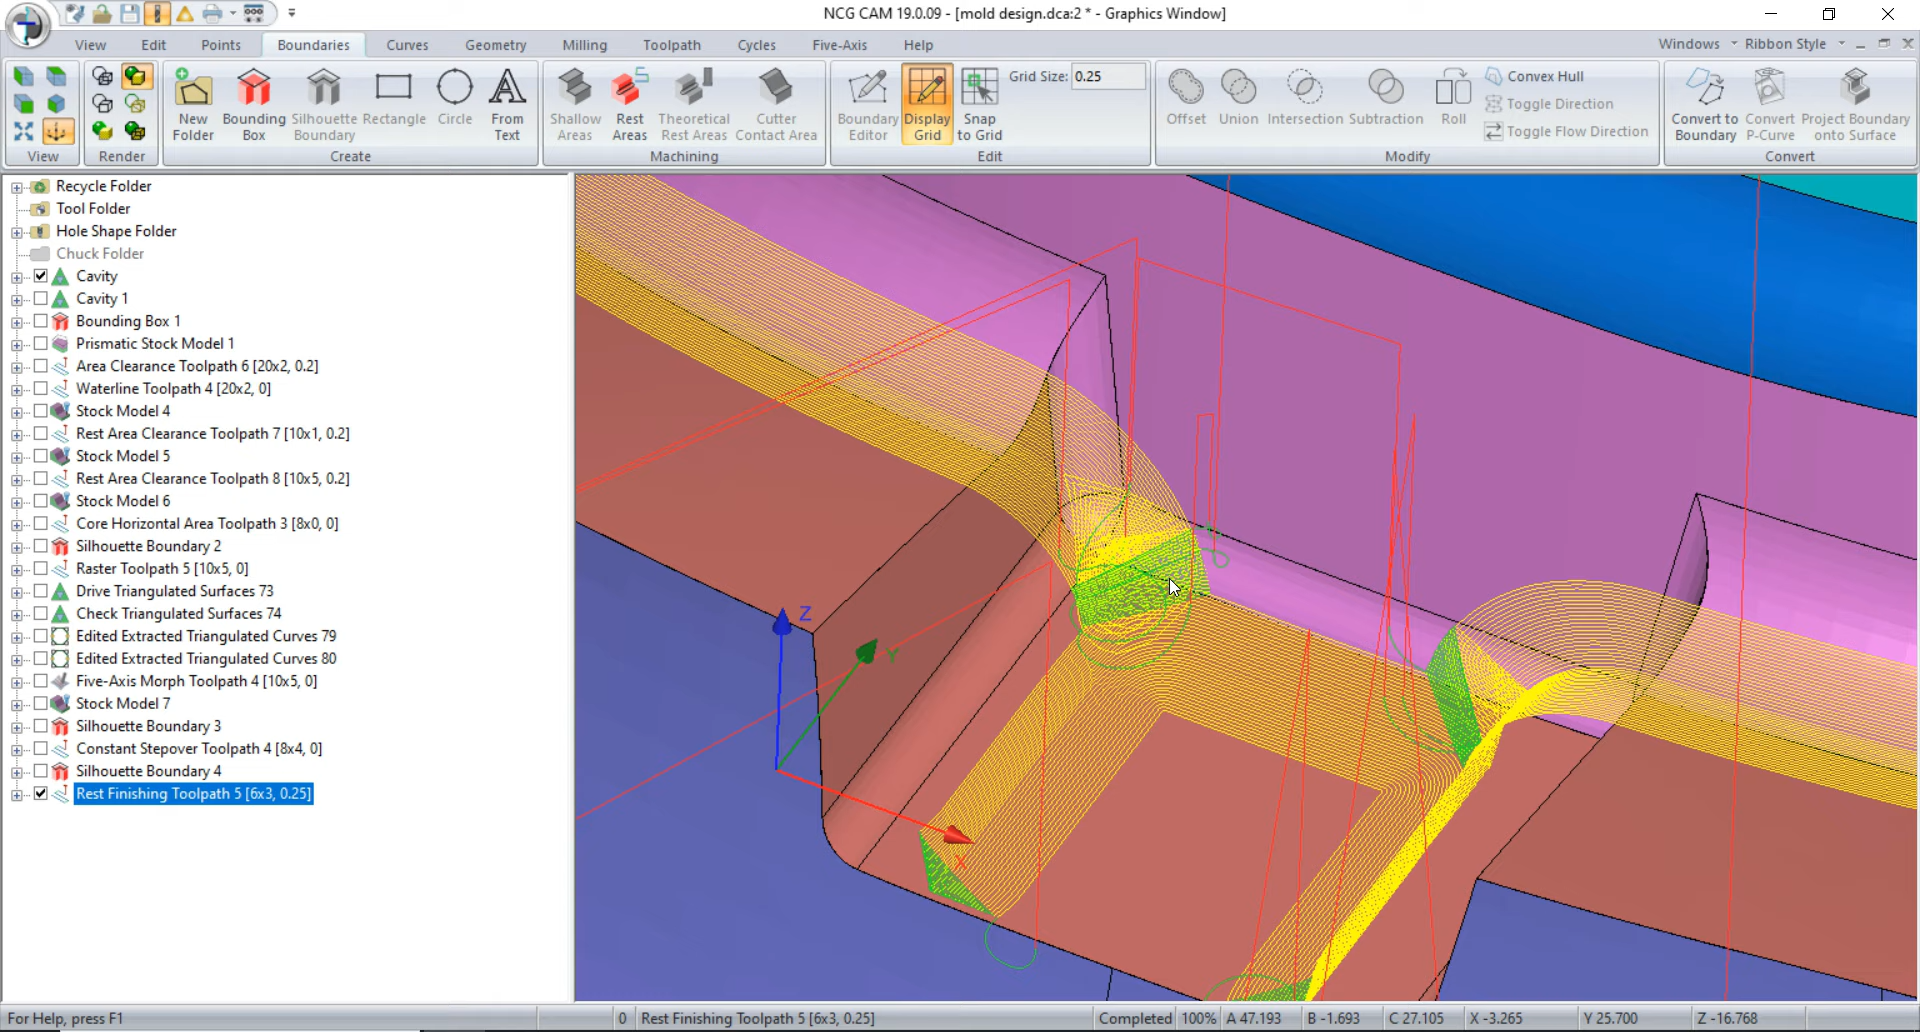 NCG CAM 19.0.09 - [mold design.dca:2 * - Graphics Window]
View Edit Points Boundaries Curves Geometry Milling Toolpath Cycles Five-Axis Help Windows Ribbon Style
New Folder
Bounding Box
Silhouette Boundary
Rectangle
Circle
From Text
Shallow Areas
Rest Areas
Theoretical Rest Areas
Cutter Contact Area
Boundary Editor
Display Grid
Snap to Grid
Grid Size: 0.25
Offset
Union
Intersection
Subtraction
Roll
Convex Hull
Toggle Direction
Toggle Flow Direction
Convert to Boundary
Convert P-Curve
Project Boundary onto Surface
View Render Create Machining Edit Modify Convert
Recycle Folder
Tool Folder
Hole Shape Folder
Chuck Folder
Cavity
Cavity 1
Bounding Box 1
Prismatic Stock Model 1
Area Clearance Toolpath 6 [20x2, 0.2]
Waterline Toolpath 4 [20x2, 0]
Stock Model 4
Rest Area Clearance Toolpath 7 [10x1, 0.2]
Stock Model 5
Rest Area Clearance Toolpath 8 [10x5, 0.2]
Stock Model 6
Core Horizontal Area Toolpath 3 [8x0, 0]
Silhouette Boundary 2
Raster Toolpath 5 [10x5, 0]
Drive Triangulated Surfaces 73
Check Triangulated Surfaces 74
Edited Extracted Triangulated Curves 79
Edited Extracted Triangulated Curves 80
Five-Axis Morph Toolpath 4 [10x5, 0]
Stock Model 7
Silhouette Boundary 3
Constant Stepover Toolpath 4 [8x4, 0]
Silhouette Boundary 4
Rest Finishing Toolpath 5 [6x3, 0.25]
Z
Y
X
For Help, press F1 0 Rest Finishing Toolpath 5 [6x3, 0.25] Completed 100% A 47.193 B -1.693 C 27.105 X -3.265 Y 25.700 Z -16.768